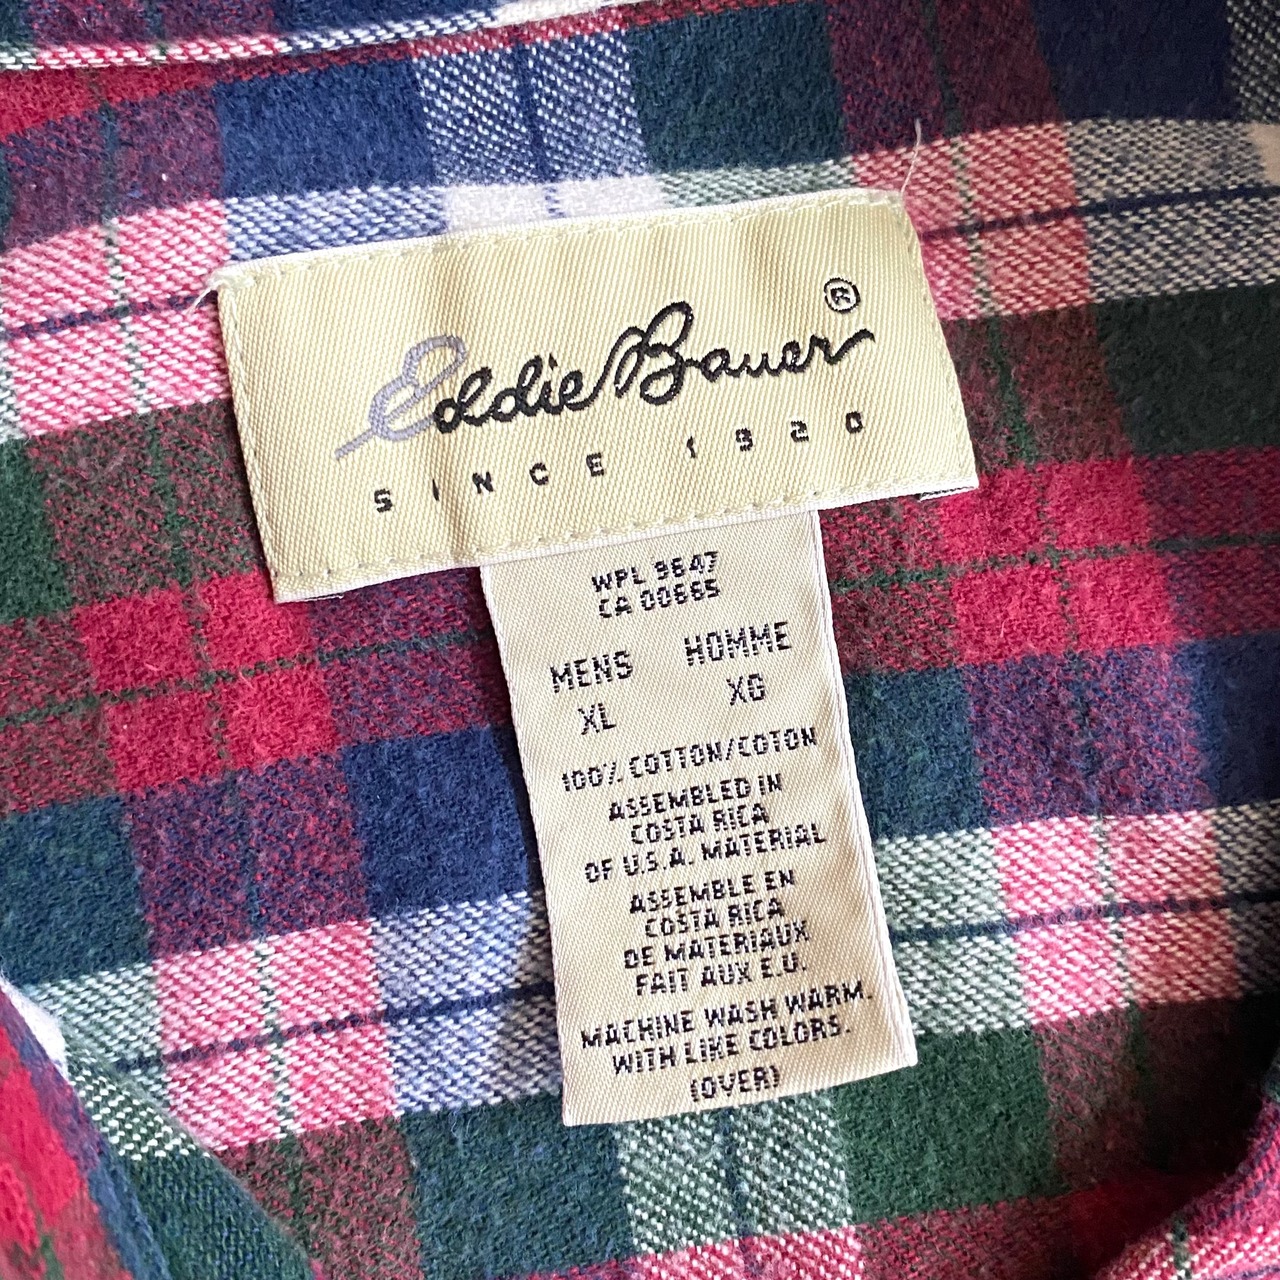 Eddie Bauer®
SINCE 1920
WPL 9647
CA 00665
MENS HOMME
XL XG
100% COTTON/COTON
ASSEMBLED IN
COSTA RICA
OF U.S.A. MATERIAL
ASSEMBLE EN
COSTA RICA
DE MATERIAUX
FAIT AUX E.U.
MACHINE WASH WARM.
WITH LIKE COLORS.
(OVER)